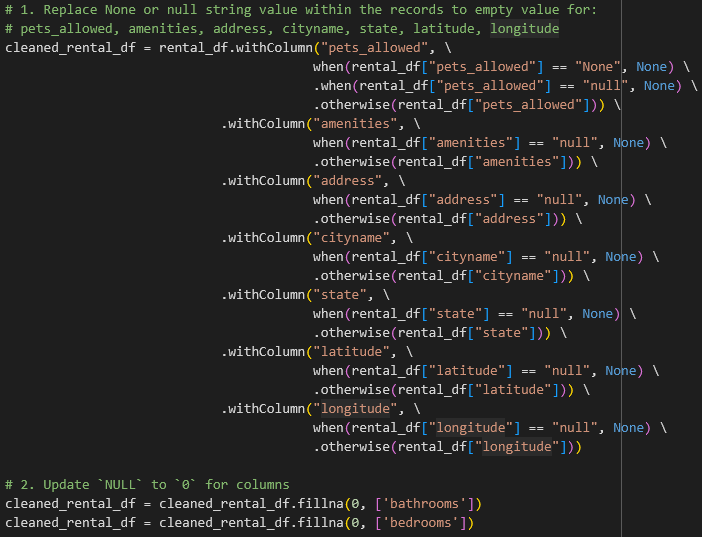 # 1. Replace None or null string value within the records to empty value for:
# pets_allowed, amenities, address, cityname, state, latitude, longitude
cleaned_rental_df = rental_df.withColumn("pets_allowed", \
                                        when(rental_df["pets_allowed"] == "None", None) \
                                        .when(rental_df["pets_allowed"] == "null", None) \
                                        .otherwise(rental_df["pets_allowed"])) \
                            .withColumn("amenities", \
                                        when(rental_df["amenities"] == "null", None) \
                                        .otherwise(rental_df["amenities"])) \
                            .withColumn("address", \
                                        when(rental_df["address"] == "null", None) \
                                        .otherwise(rental_df["address"])) \
                            .withColumn("cityname", \
                                        when(rental_df["cityname"] == "null", None) \
                                        .otherwise(rental_df["cityname"])) \
                            .withColumn("state", \
                                        when(rental_df["state"] == "null", None) \
                                        .otherwise(rental_df["state"])) \
                            .withColumn("latitude", \
                                        when(rental_df["latitude"] == "null", None) \
                                        .otherwise(rental_df["latitude"])) \
                            .withColumn("longitude", \
                                        when(rental_df["longitude"] == "null", None) \
                                        .otherwise(rental_df["longitude"]))
# 2. Update `NULL` to `0` for columns
cleaned_rental_df = cleaned_rental_df.fillna(0, ['bathrooms'])
cleaned_rental_df = cleaned_rental_df.fillna(0, ['bedrooms'])